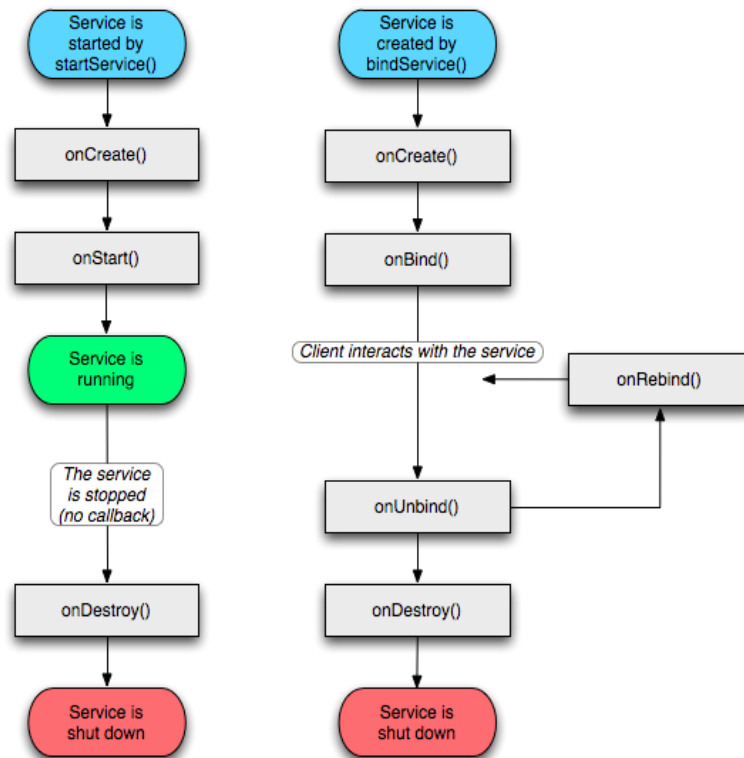 Service is
started by
startService()
onCreate()
onStart()
Service is
running
The service
is stopped
(no callback)
onDestroy()
Service is
shut down
Service is
created by
bindService()
onCreate()
onBind()
Client interacts with the service
onRebind()
onUnbind()
onDestroy()
Service is
shut down